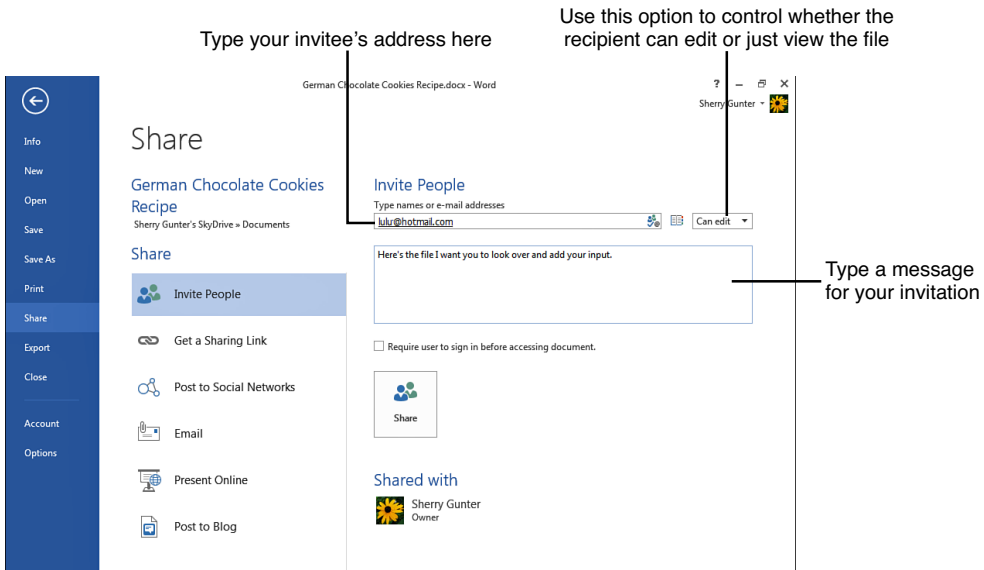 Use this option to control whether the
recipient can edit or just view the file
Type your invitee's address here
German Chocolate Cookies Recipe.docx - Word
?
Sherry Gunter
Info
New
Open
Save
Save As
Print
Share
Export
Close
Account
Options
Share
German Chocolate Cookies
Recipe
Sherry Gunter's SkyDrive » Documents
Share
Invite People
Get a Sharing Link
Post to Social Networks
Email
Present Online
Post to Blog
Invite People
Type names or e-mail addresses
lulu@hotmail.com
Can edit
Here's the file I want you to look over and add your input.
Type a message
for your invitation
Require user to sign in before accessing document.
Share
Shared with
Sherry Gunter
Owner